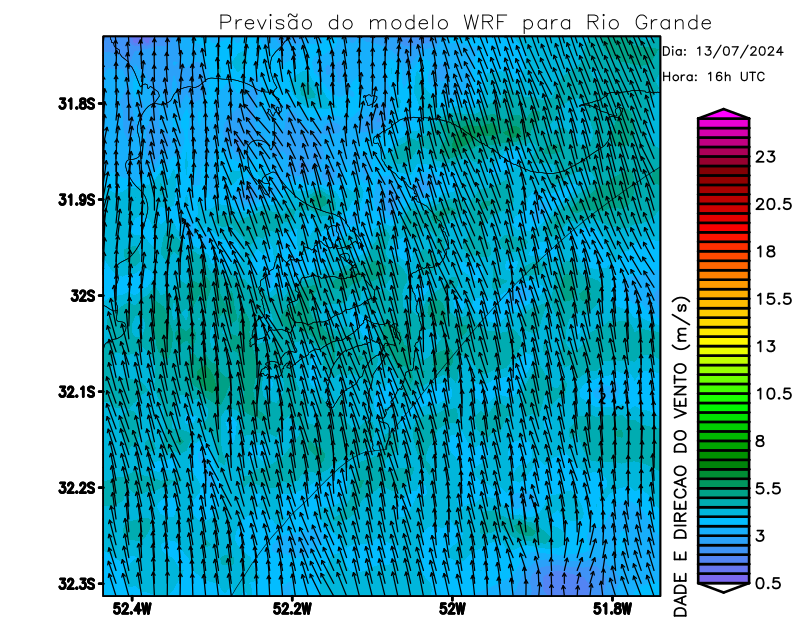 Previsão do modelo WRF para Rio Grande
Dia: 13/07/2024
Hora: 16h UTC
31.8S
31.9S
32S
32.1S
32.2S
32.3S
52.4W
52.2W
52W
51.8W
23
20.5
18
15.5
13
10.5
8
5.5
3
0.5
DADE E DIRECAO DO VENTO (m/s)